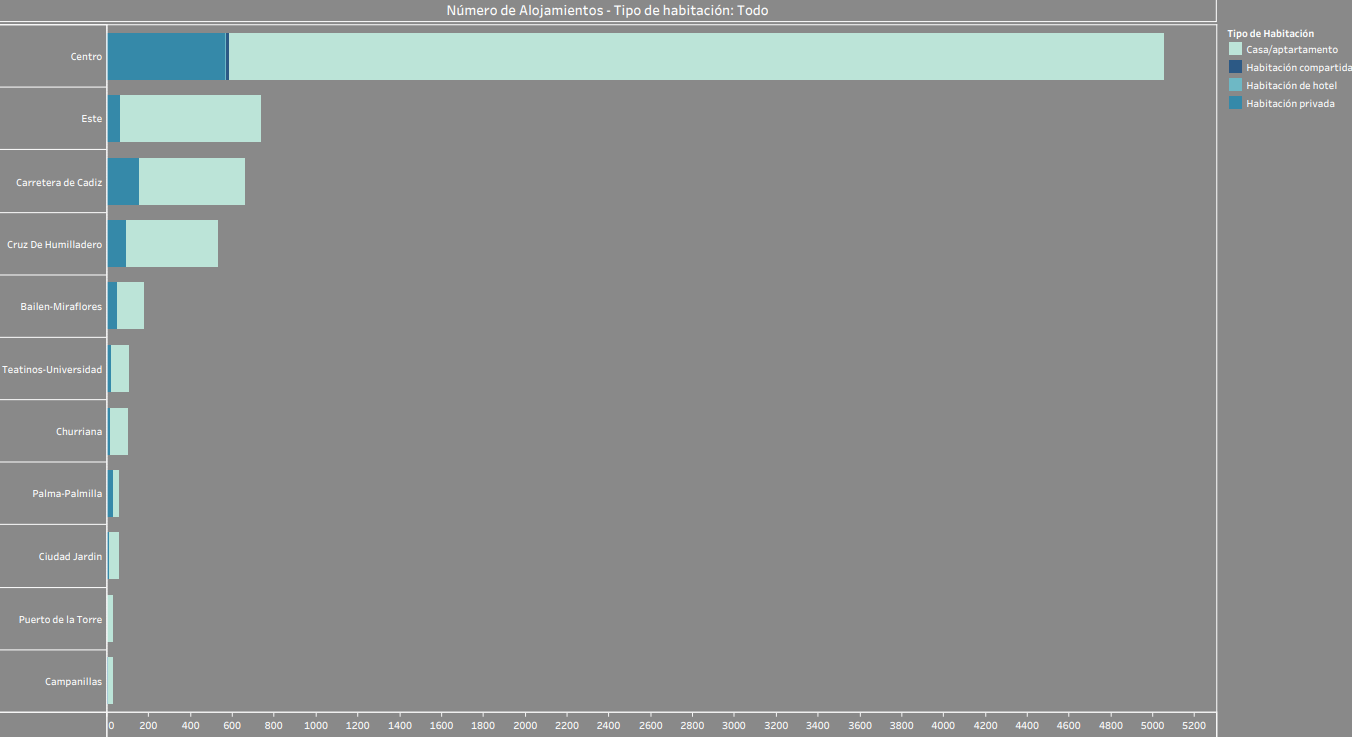 Número de Alojamientos - Tipo de habitación: Todo
Tipo de Habitación
Casa/aptartamento
Habitación compartida
Habitación de hotel
Habitación privada
Centro
Este
Carretera de Cadiz
Cruz De Humilladero
Bailen-Miraflores
Teatinos-Universidad
Churriana
Palma-Palmilla
Ciudad Jardin
Puerto de la Torre
Campanillas
0 200 400 600 800 1000 1200 1400 1600 1800 2000 2200 2400 2600 2800 3000 3200 3400 3600 3800 4000 4200 4400 4600 4800 5000 5200